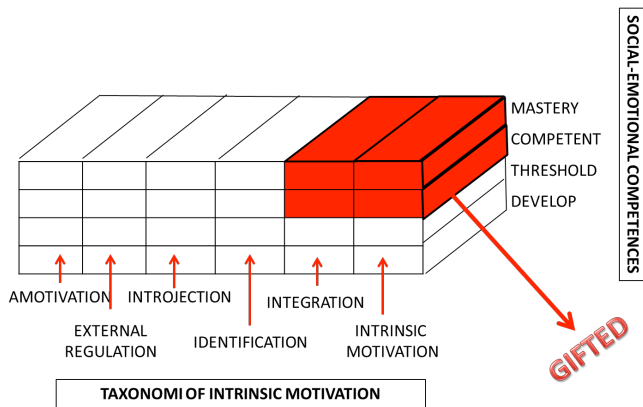 SOCIAL-EMOTIONAL COMPETENCES
MASTERY
COMPETENT
THRESHOLD
DEVELOP
AMOTIVATION
INTROJECTION
INTEGRATION
EXTERNAL
REGULATION
IDENTIFICATION
INTRINSIC
MOTIVATION
GIFTED
TAXONOMI OF INTRINSIC MOTIVATION